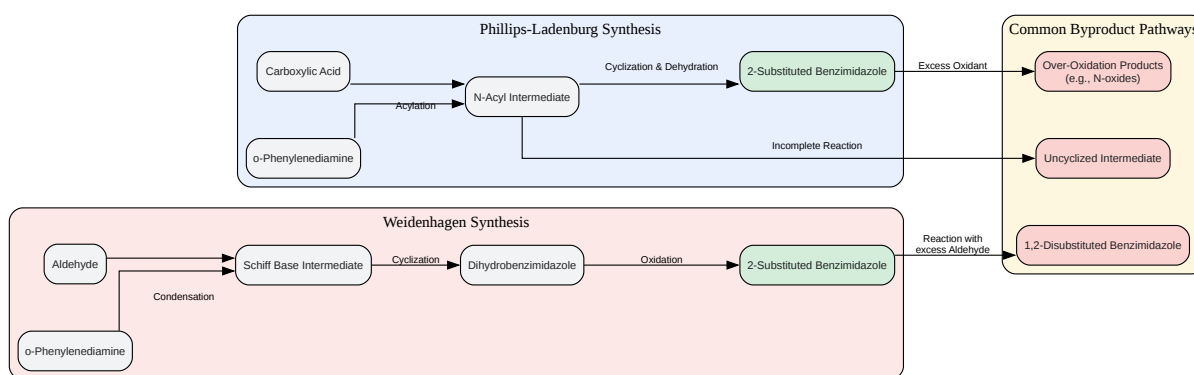 Phillips-Ladenburg Synthesis
Common Byproduct Pathways
Carboxylic Acid
Cyclization & Dehydration
2-Substituted Benzimidazole
Excess Oxidant
Over-Oxidation Products
(e.g., N-oxides)
Acylation
N-Acyl Intermediate
o-Phenylenediamine
Incomplete Reaction
Uncyclized Intermediate
Weidenhagen Synthesis
Aldehyde
Schiff Base Intermediate
Cyclization
Dihydrobenzimidazole
Oxidation
2-Substituted Benzimidazole
Reaction with
excess Aldehyde
1,2-Disubstituted Benzimidazole
Condensation
o-Phenylenediamine